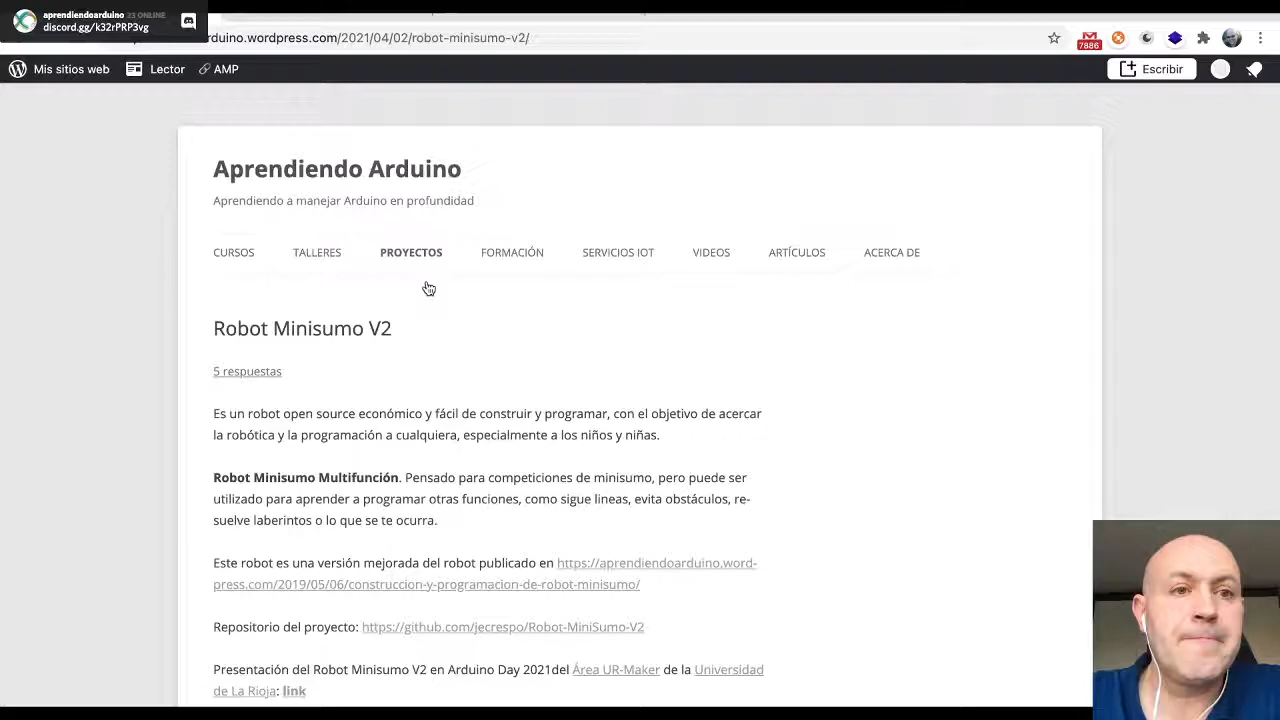 aprendiendoarduino 23 ONLINE
discord.gg/k32rPRP3vg
duino.wordpress.com/2021/04/02/robot-minisumo-v2/
7886
Mis sitios web Lector AMP Escribir
Aprendiendo Arduino
Aprendiendo a manejar Arduino en profundidad
CURSOS TALLERES PROYECTOS FORMACIÓN SERVICIOS IOT VIDEOS ARTÍCULOS ACERCA DE
Robot Minisumo V2
5 respuestas
Es un robot open source económico y fácil de construir y programar, con el objetivo de acercar
la robótica y la programación a cualquiera, especialmente a los niños y niñas.
Robot Minisumo Multifunción. Pensado para competiciones de minisumo, pero puede ser
utilizado para aprender a programar otras funciones, como sigue lineas, evita obstáculos, re-
suelve laberintos o lo que se te ocurra.
Este robot es una versión mejorada del robot publicado en https://aprendiendoarduino.word-
press.com/2019/05/06/construccion-y-programacion-de-robot-minisumo/
Repositorio del proyecto: https://github.com/jecrespo/Robot-MiniSumo-V2
Presentación del Robot Minisumo V2 en Arduino Day 2021del Área UR-Maker de la Universidad
de La Rioja: link